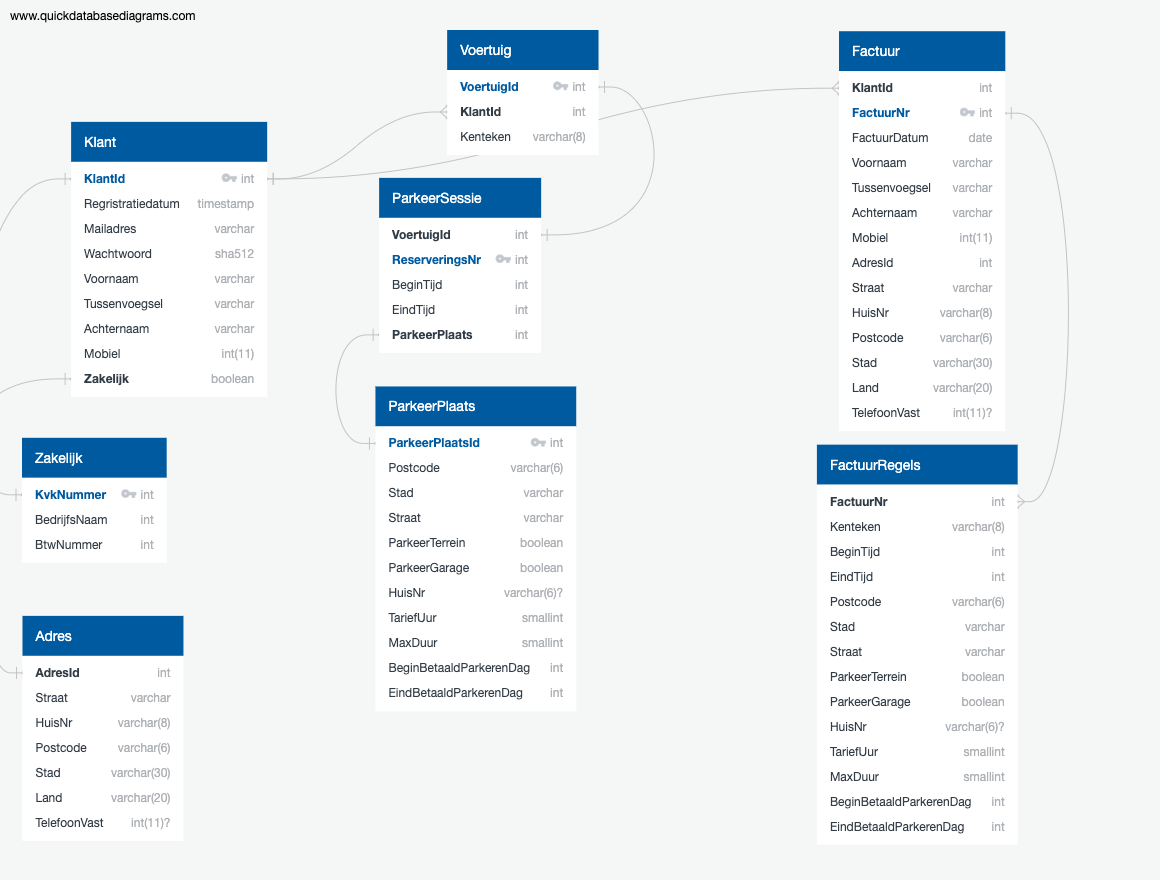 www.quickdatabasediagrams.com
Klant
KlantId int
Regristratiedatum timestamp
Mailadres varchar
Wachtwoord sha512
Voornaam varchar
Tussenvoegsel varchar
Achternaam varchar
Mobiel int(11)
Zakelijk boolean
Zakelijk
KvkNummer int
BedrijfsNaam int
BtwNummer int
Adres
AdresId int
Straat varchar
HuisNr varchar(8)
Postcode varchar(6)
Stad varchar(30)
Land varchar(20)
TelefoonVast int(11)?
Voertuig
VoertuigId int
KlantId int
Kenteken varchar(8)
ParkeerSessie
VoertuigId int
ReserveringsNr int
BeginTijd int
EindTijd int
ParkeerPlaats int
ParkeerPlaats
ParkeerPlaatsId int
Postcode varchar(6)
Stad varchar
Straat varchar
ParkeerTerrein boolean
ParkeerGarage boolean
HuisNr varchar(6)?
TariefUur smallint
MaxDuur smallint
BeginBetaaldParkerenDag int
EindBetaaldParkerenDag int
Factuur
KlantId int
FactuurNr int
FactuurDatum date
Voornaam varchar
Tussenvoegsel varchar
Achternaam varchar
Mobiel int(11)
AdresId int
Straat varchar
HuisNr varchar(8)
Postcode varchar(6)
Stad varchar(30)
Land varchar(20)
TelefoonVast int(11)?
FactuurRegels
FactuurNr int
Kenteken varchar(8)
BeginTijd int
EindTijd int
Postcode varchar(6)
Stad varchar
Straat varchar
ParkeerTerrein boolean
ParkeerGarage boolean
HuisNr varchar(6)?
TariefUur smallint
MaxDuur smallint
BeginBetaaldParkerenDag int
EindBetaaldParkerenDag int